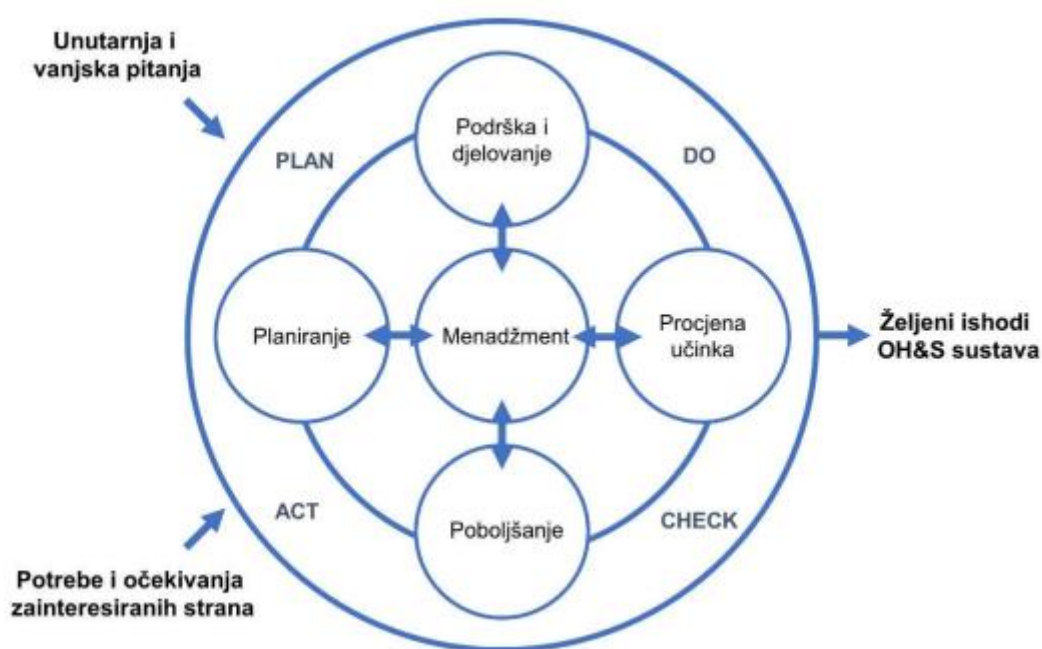 Unutarnja i
vanjska pitanja
Podrška i
djelovanje
PLAN
DO
Planiranje
Menadžment
Procjena
učinka
Željeni ishodi
OH&S sustava
ACT
Poboljšanje
CHECK
Potrebe i očekivanja
zainteresiranih strana